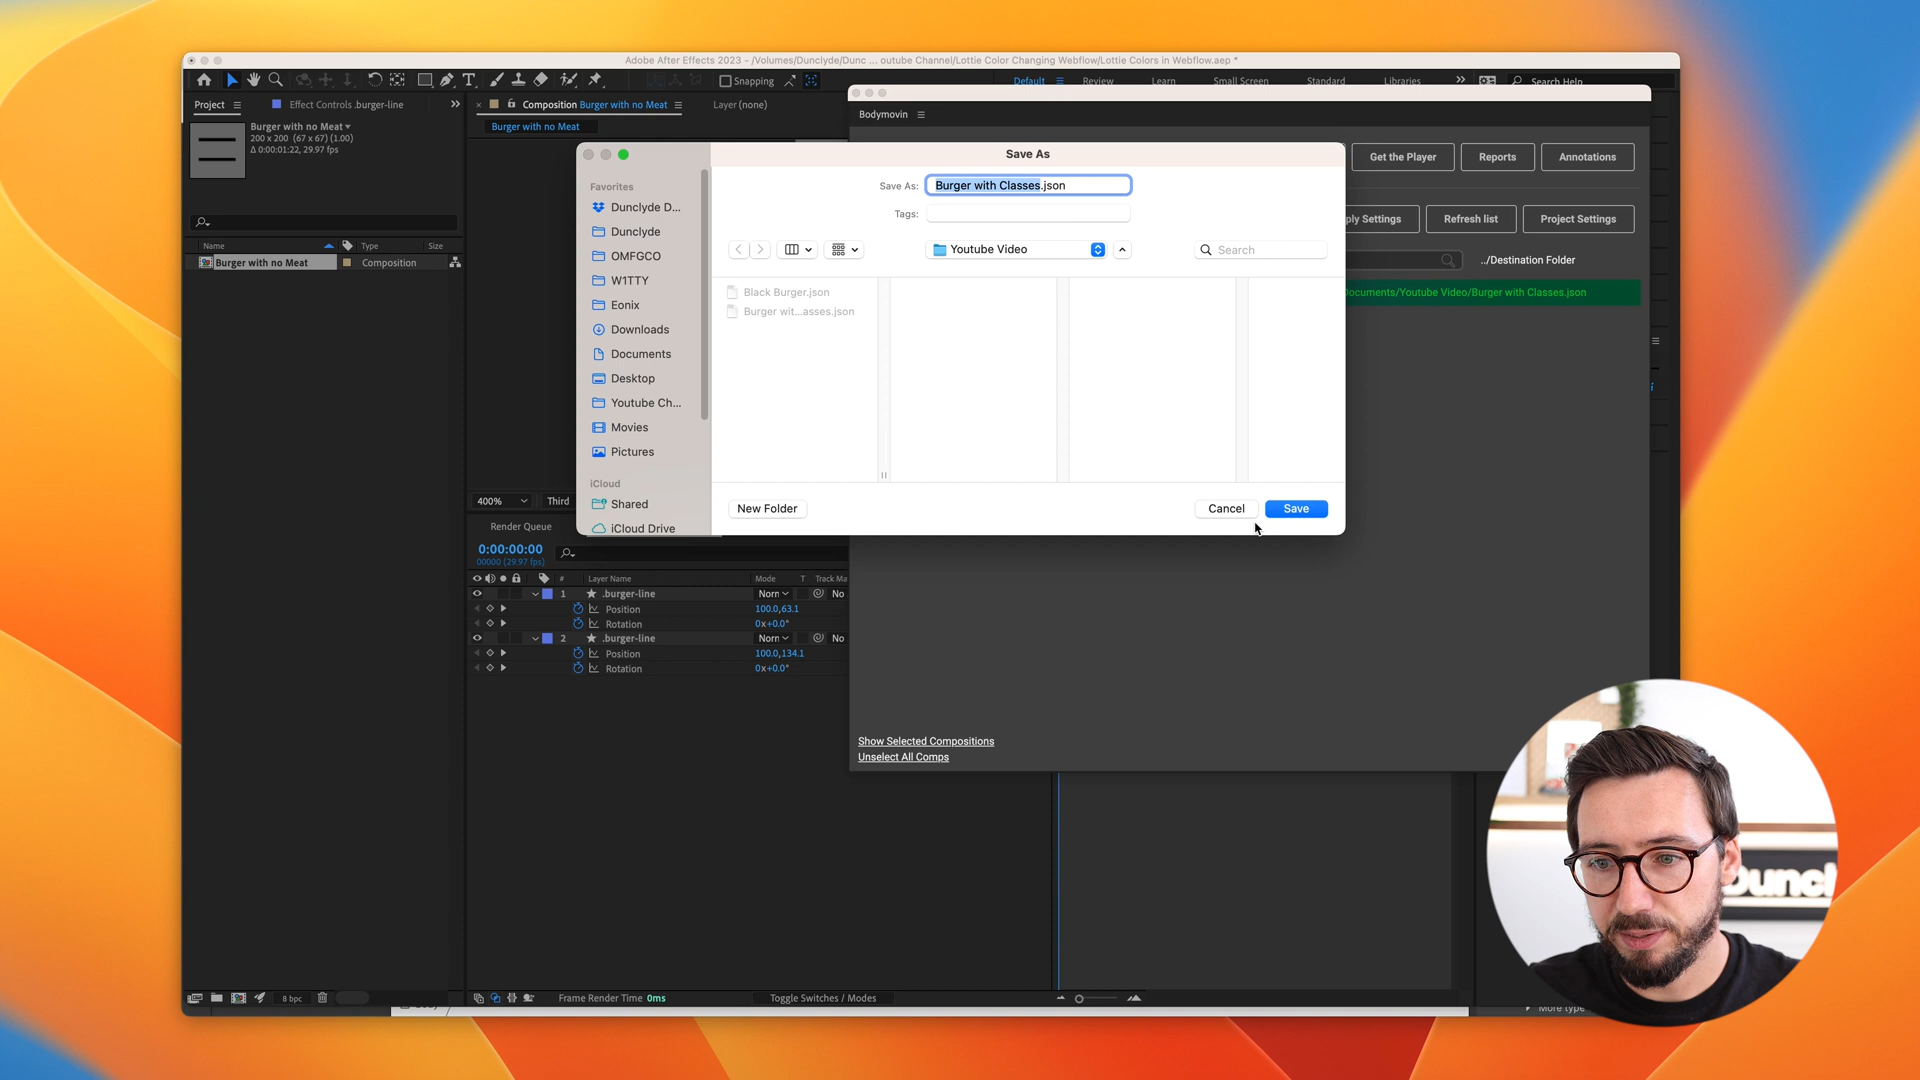 Adobe After Effects 2023 - /Volumes/Dunclyde/Dunc ... outube Channel/Lottie Color Changing Webflow/Lottie Colors in Webflow.aep *
Snapping
Default
Review
Learn
Small Screen
Standard
Libraries
Search Help
Project
Effect Controls .burger-line
Composition Burger with no Meat
Layer (none)
Burger with no Meat
200 x 200 (67 x 67) (1.00)
Δ 0:00:01:22, 29.97 fps)
Burger with no Meat
Bodymovin
Get the Player
Reports
Annotations
ply Settings
Refresh list
Project Settings
../Destination Folder
ocuments/Youtube Video/Burger with Classes.json
Name
Type
Size
Burger with no Meat
Composition
Save As
Save As:
Burger with Classes.json
Tags:
Youtube Video
Search
Favorites
Dunclyde D...
Dunclyde
OMFGCO
W1TTY
Eonix
Downloads
Documents
Desktop
Youtube Ch...
Movies
Pictures
iCloud
Shared
iCloud Drive
Black Burger.json
Burger wit...asses.json
New Folder
Cancel
Save
400%
Third
Render Queue
0:00:00:00
00000 (29.97 fps)
#
Layer Name
Mode
T
Track Ma
1
.burger-line
Norn
No
Position
100.0,63.1
Rotation
0x+0.0°
2
.burger-line
Norn
No
Position
100.0,134.1
Rotation
0x+0.0°
Show Selected Compositions
Unselect All Comps
8 bpc
Frame Render Time 0ms
Toggle Switches / Modes
More type
Duncl